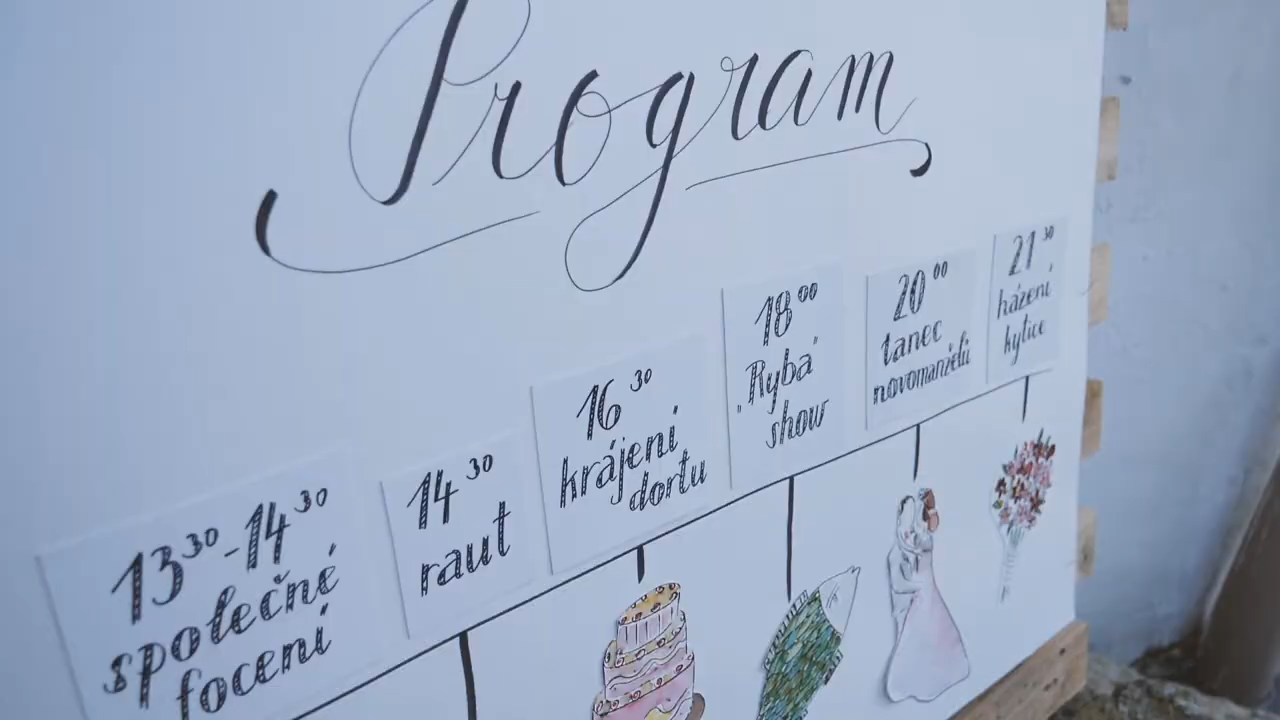 Program
13³⁰-14³⁰
společné
focení
14³⁰
raut
16³⁰
krájení
dortu
18⁰⁰
"Ryba"
show
20⁰⁰
tanec
novomanželů
21³⁰
házení
kytice